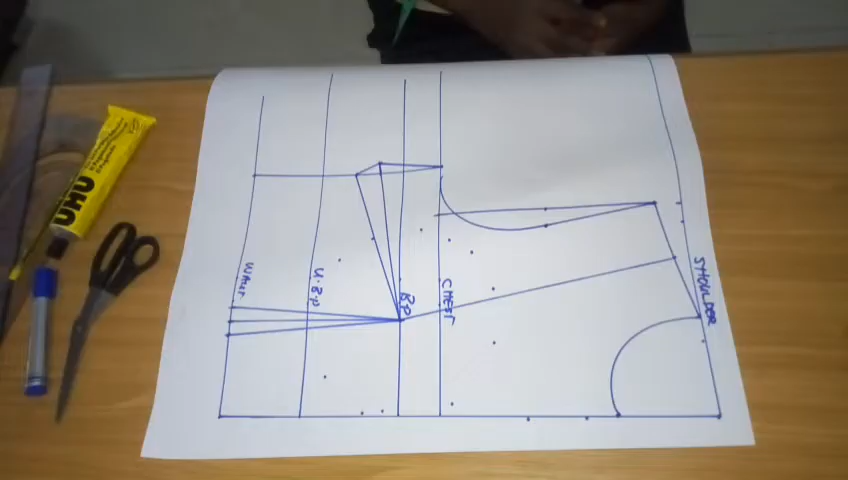 UHU
WAIST
U.B.P
B.P
CHEST
SHOULDER